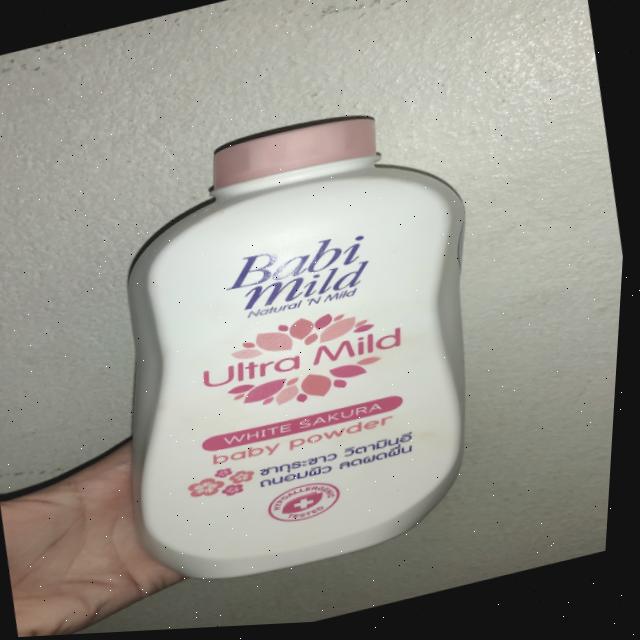 Babi
mild
Natural 'N Mild
Ultra Mild
WHITE SAKURA
baby powder
ซากุระขาว วิตามินอี
ถนอมผิว ลดผดผื่น
HYPOALLERGENIC
TESTED